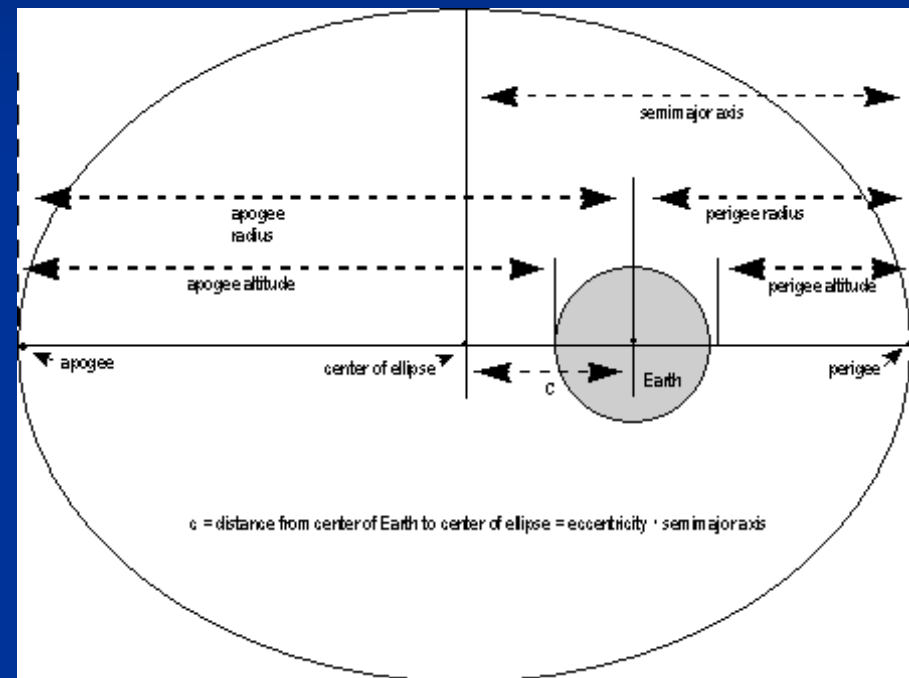 semimajor axis
apogee
radius
perigee radius
apogee altitude
perigee altitude
apogee
center of ellipse
perigee
C
Earth
c = distance from center of Earth to center of ellipse = eccentricity · semimajor axis